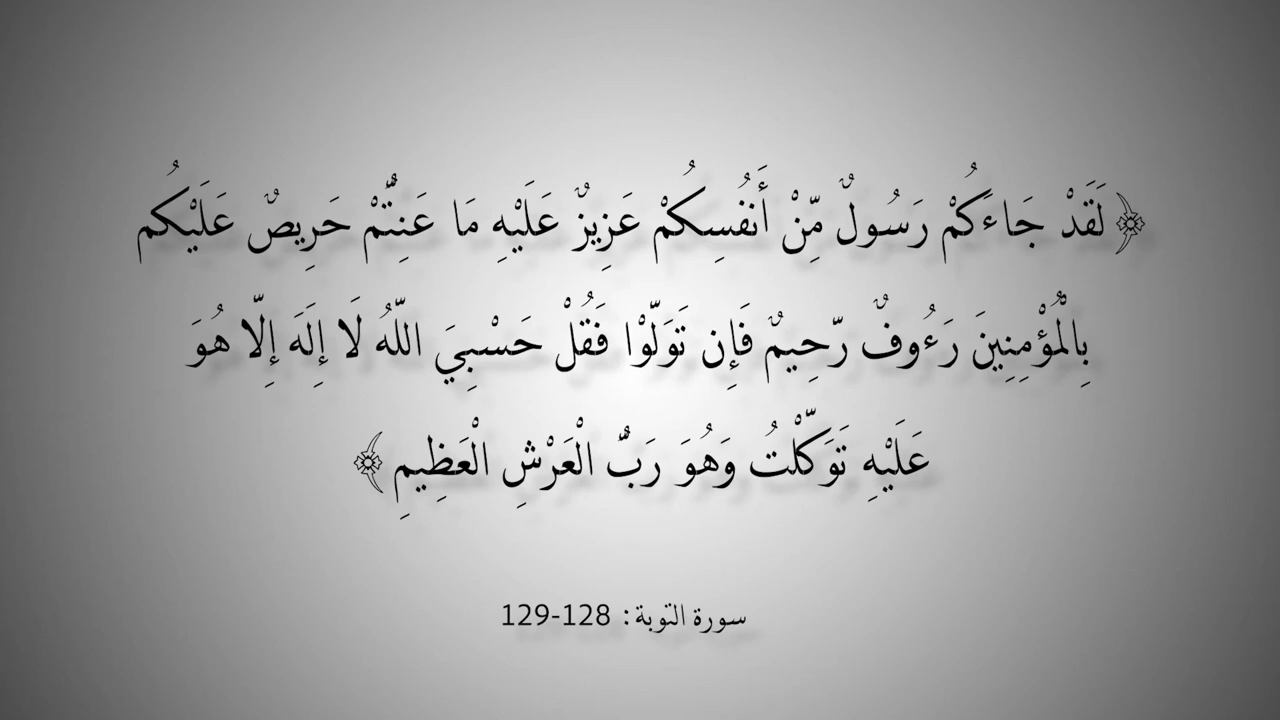 ﴿لَقَدْ جَاءَكُمْ رَسُولٌ مِّنْ أَنفُسِكُمْ عَزِيزٌ عَلَيْهِ مَا عَنِتُّمْ حَرِيصٌ عَلَيْكُم
بِالْمُؤْمِنِينَ رَءُوفٌ رَّحِيمٌ فَإِن تَوَلَّوْا فَقُلْ حَسْبِيَ اللَّهُ لَا إِلَهَ إِلَّا هُوَ
عَلَيْهِ تَوَكَّلْتُ وَهُوَ رَبُّ الْعَرْشِ الْعَظِيمِ﴾
سورة التوبة: 128-129